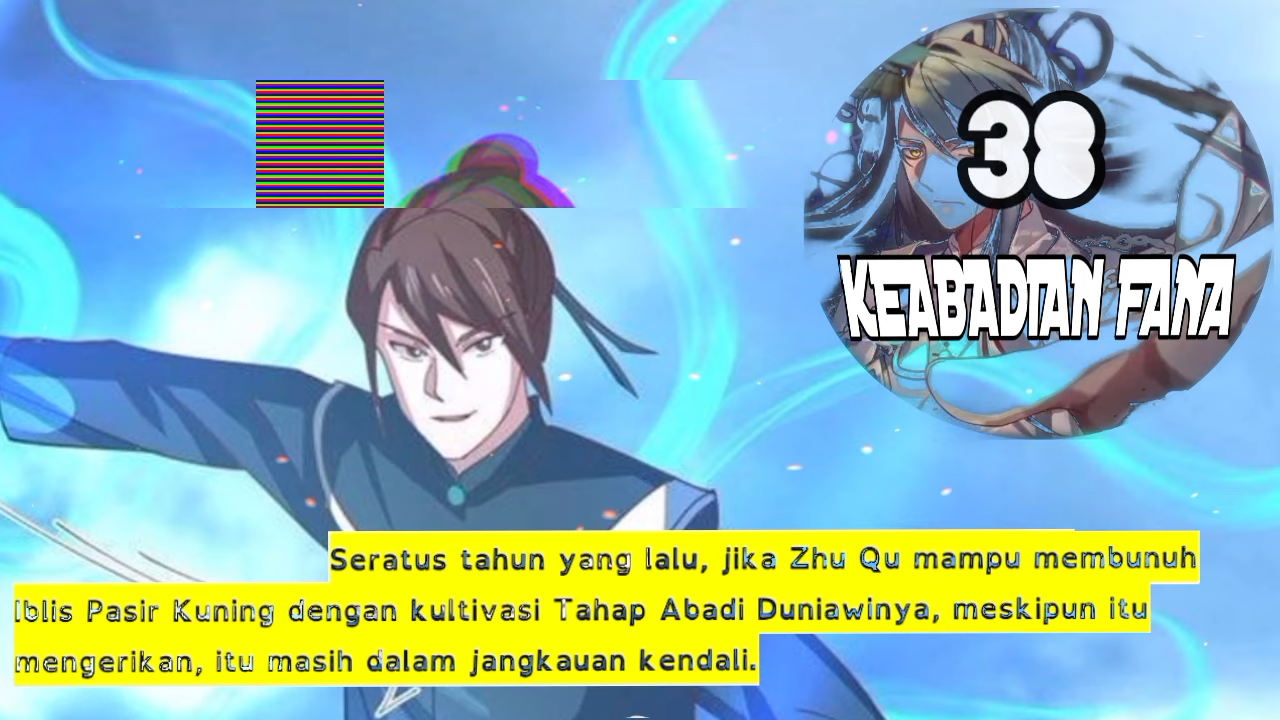 38
KEABADIAN FANA
Seratus tahun yang lalu, jika Zhu Qu mampu membunuh
Iblis Pasir Kuning dengan kultivasi Tahap Abadi Duniawinya, meskipun itu
mengerikan, itu masih dalam jangkauan kendali.